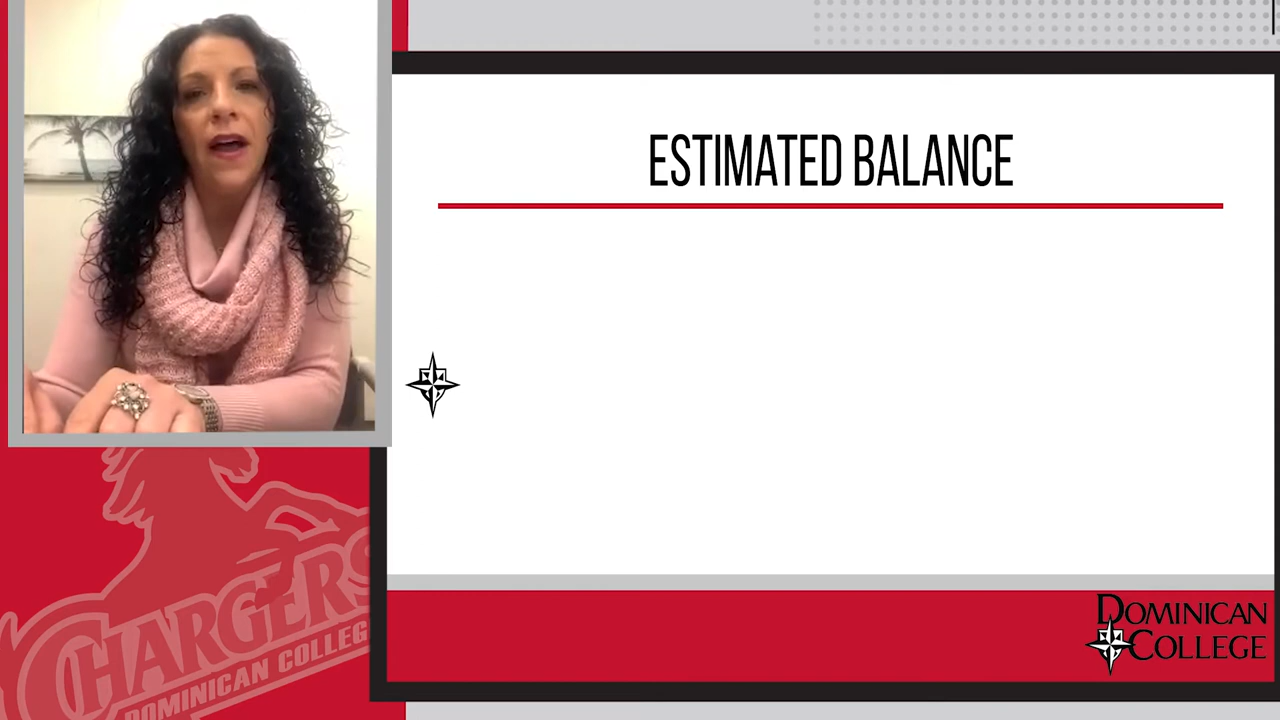 ESTIMATED BALANCE
CHARGERS
DOMINICAN COLLEGE
DOMINICAN
COLLEGE